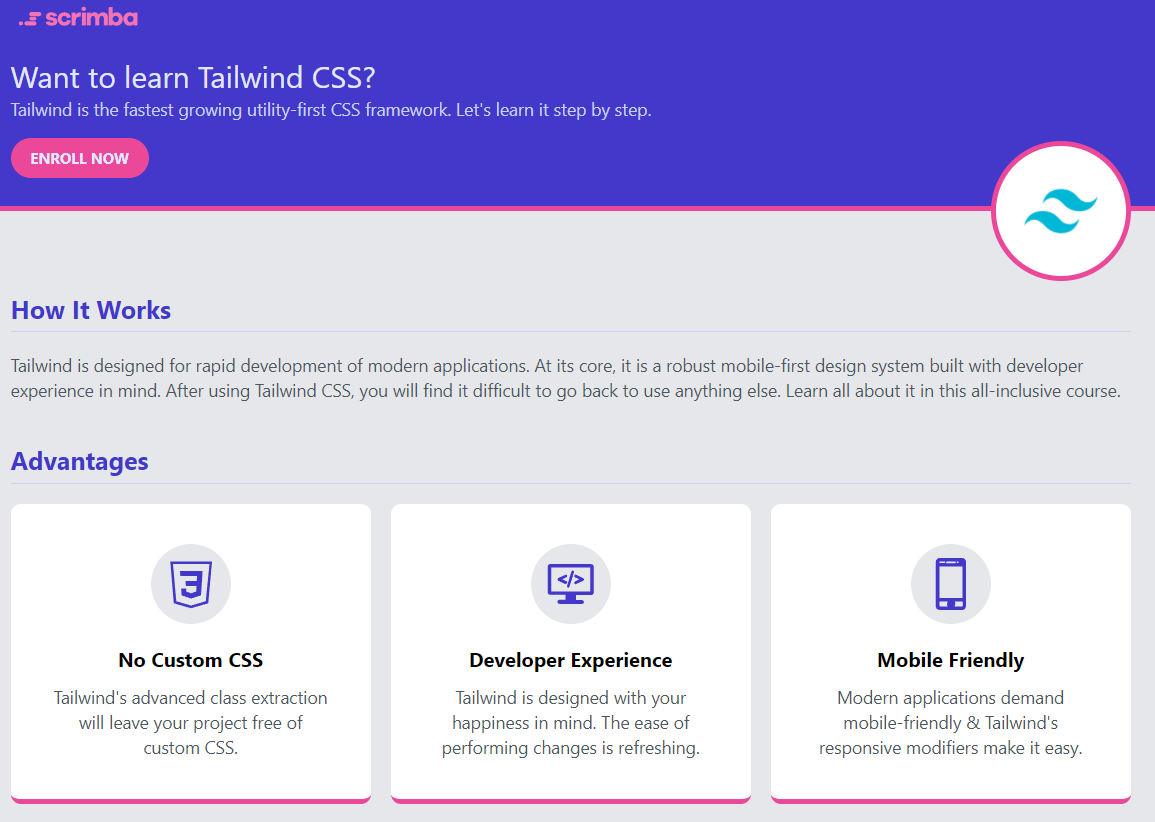 scrimba
Want to learn Tailwind CSS?
Tailwind is the fastest growing utility-first CSS framework. Let's learn it step by step.
ENROLL NOW
How It Works
Tailwind is designed for rapid development of modern applications. At its core, it is a robust mobile-first design system built with developer
experience in mind. After using Tailwind CSS, you will find it difficult to go back to use anything else. Learn all about it in this all-inclusive course.
Advantages
3
No Custom CSS
Tailwind's advanced class extraction
will leave your project free of
custom CSS.
</>
Developer Experience
Tailwind is designed with your
happiness in mind. The ease of
performing changes is refreshing.
Mobile Friendly
Modern applications demand
mobile-friendly & Tailwind's
responsive modifiers make it easy.